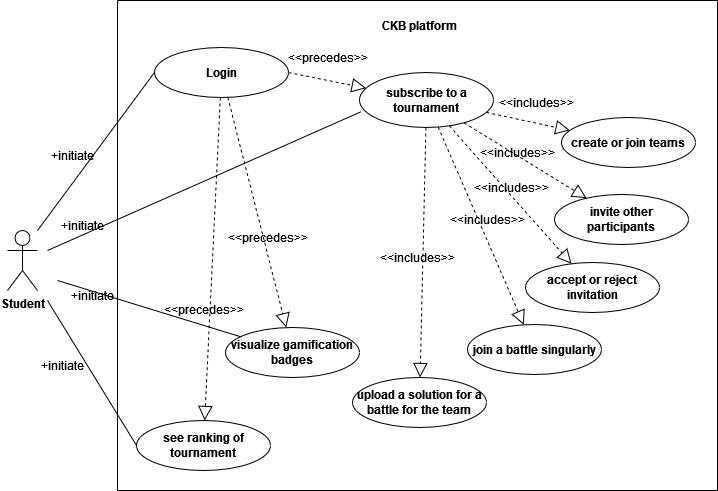 CKB platform
<<precedes>>
Login
subscribe to a
tournament
<<includes>>
create or join teams
+initiate
<<includes>>
<<includes>>
invite other
participants
<<includes>>
+initiate
<<precedes>>
<<includes>>
accept or reject
invitation
Student
+initiate
<<precedes>>
visualize gamification
badges
join a battle singularly
+initiate
upload a solution for a
battle for the team
see ranking of
tournament